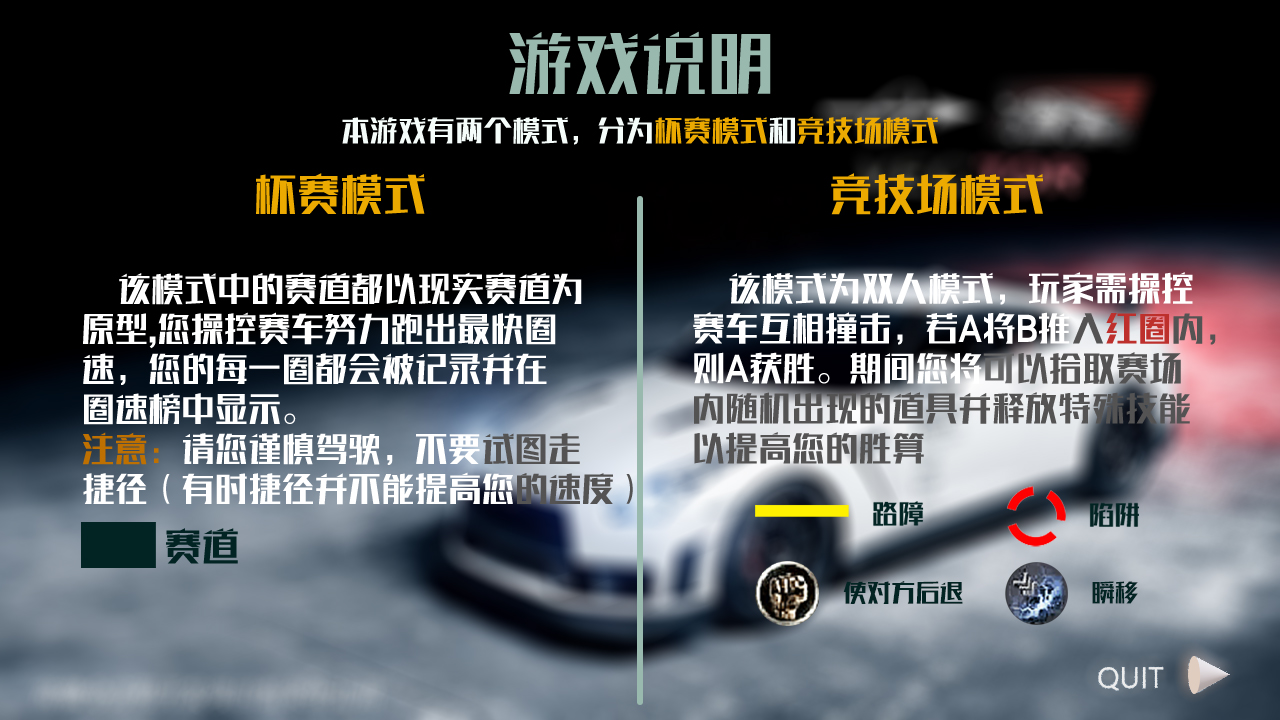 游戏说明
本游戏有两个模式，分为杯赛模式和竞技场模式
杯赛模式
该模式中的赛道都以现实赛道为
原型,您操控赛车努力跑出最快圈
速，您的每一圈都会被记录并在
圈速榜中显示。
注意：请您谨慎驾驶，不要试图走
捷径（有时捷径并不能提高您的速度）
赛道
竞技场模式
该模式为双人模式，玩家需操控
赛车互相撞击，若A将B推入红圈内，
则A获胜。期间您将可以拾取赛场
内随机出现的道具并释放特殊技能
以提高您的胜算
路障
陷阱
使对方后退
瞬移
QUIT